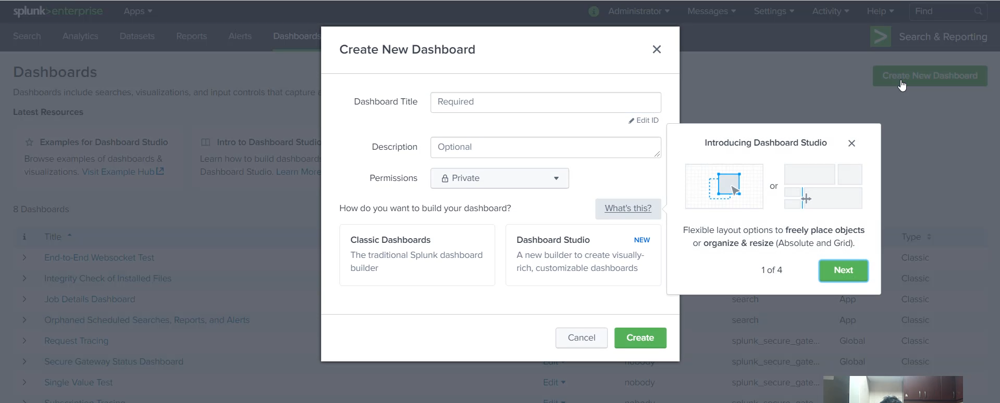 splunk>enterprise Apps
Administrator Messages Settings Activity Help Find
Search Analytics Datasets Reports Alerts Dashboards
Search & Reporting
Dashboards
Create New Dashboard
Dashboards include searches, visualizations, and input controls that capture
Latest Resources
Examples for Dashboard Studio
Browse examples of dashboards &
visualizations. Visit Example Hub
Intro to Dashboard Studio
Learn how to build dashboards
Dashboard Studio. Learn More
8 Dashboards
i Title Type
End-to-End Websocket Test Classic
Integrity Check of Installed Files Classic
Job Details Dashboard search App Classic
Orphaned Scheduled Searches, Reports, and Alerts search App Classic
Request Tracing splunk_secure_gate... Global Classic
Secure Gateway Status Dashboard Edit nobody splunk_secure_gate... Global Classic
Single Value Test Edit nobody splunk_secure_gate...
Subscription Tracing Edit nobody splunk_secure_gate...
Create New Dashboard
Dashboard Title Required
Edit ID
Description Optional
Permissions Private
How do you want to build your dashboard? What's this?
Classic Dashboards
The traditional Splunk dashboard
builder
Dashboard Studio NEW
A new builder to create visually-
rich, customizable dashboards
Cancel Create
Introducing Dashboard Studio
or
Flexible layout options to freely place objects
or organize & resize (Absolute and Grid).
1 of 4 Next